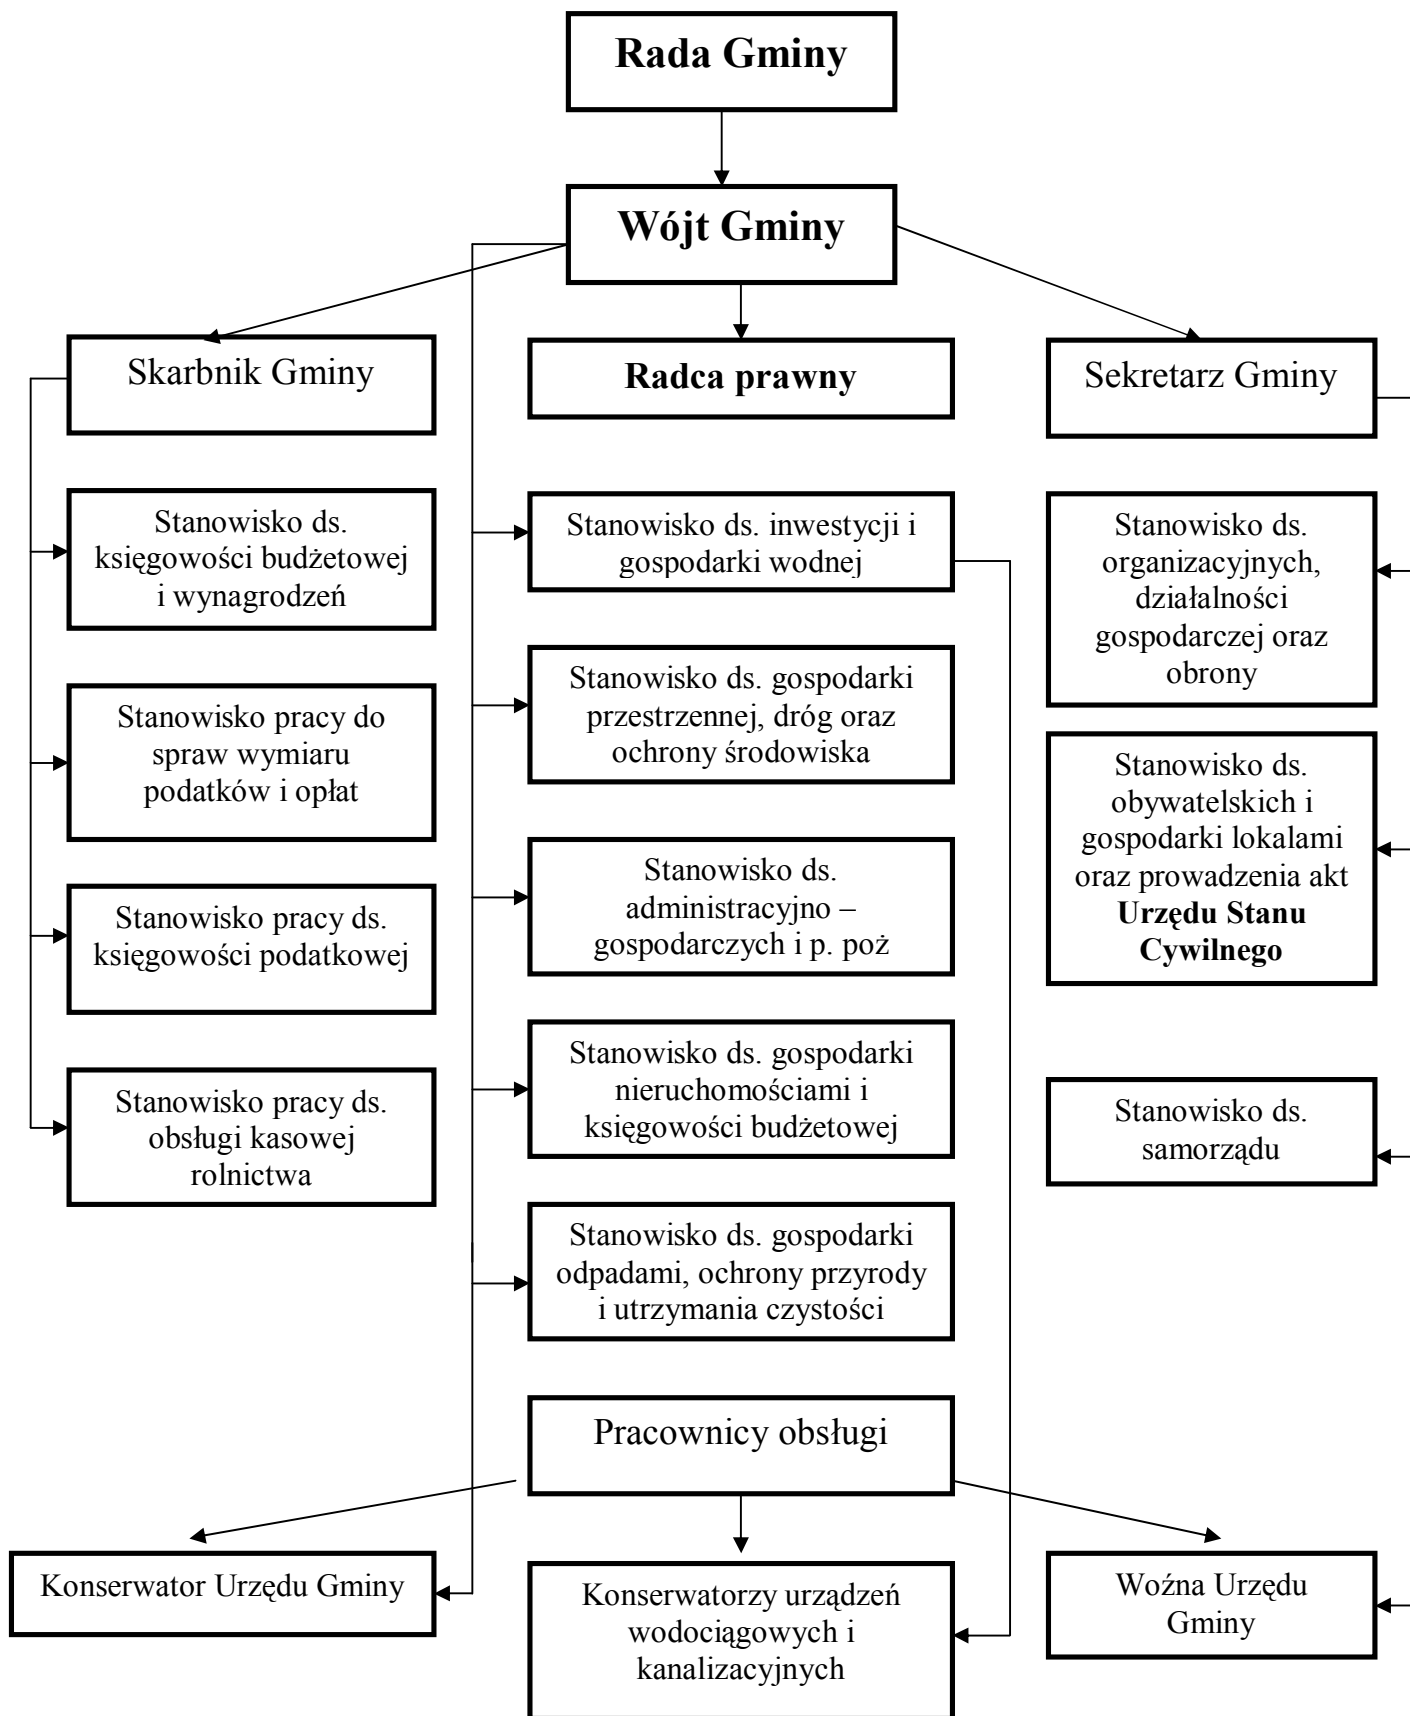 Rada Gminy
Wójt Gminy
Skarbnik Gminy
Radca prawny
Sekretarz Gminy
Stanowisko ds.
księgowości budżetowej
i wynagrodzeń
Stanowisko pracy do
spraw wymiaru
podatków i opłat
Stanowisko pracy ds.
księgowości podatkowej
Stanowisko pracy ds.
obsługi kasowej
rolnictwa
Stanowisko ds. inwestycji i
gospodarki wodnej
Stanowisko ds. gospodarki
przestrzennej, dróg oraz
ochrony środowiska
Stanowisko ds.
administracyjno –
gospodarczych i p. poż
Stanowisko ds. gospodarki
nieruchomościami i
księgowości budżetowej
Stanowisko ds. gospodarki
odpadami, ochrony przyrody
i utrzymania czystości
Stanowisko ds.
organizacyjnych,
działalności
gospodarczej oraz
obrony
Stanowisko ds.
obywatelskich i
gospodarki lokalami
oraz prowadzenia akt
Urzędu Stanu
Cywilnego
Stanowisko ds.
samorządu
Pracownicy obsługi
Konserwator Urzędu Gminy
Konserwatorzy urządzeń
wodociągowych i
kanalizacyjnych
Woźna Urzędu
Gminy